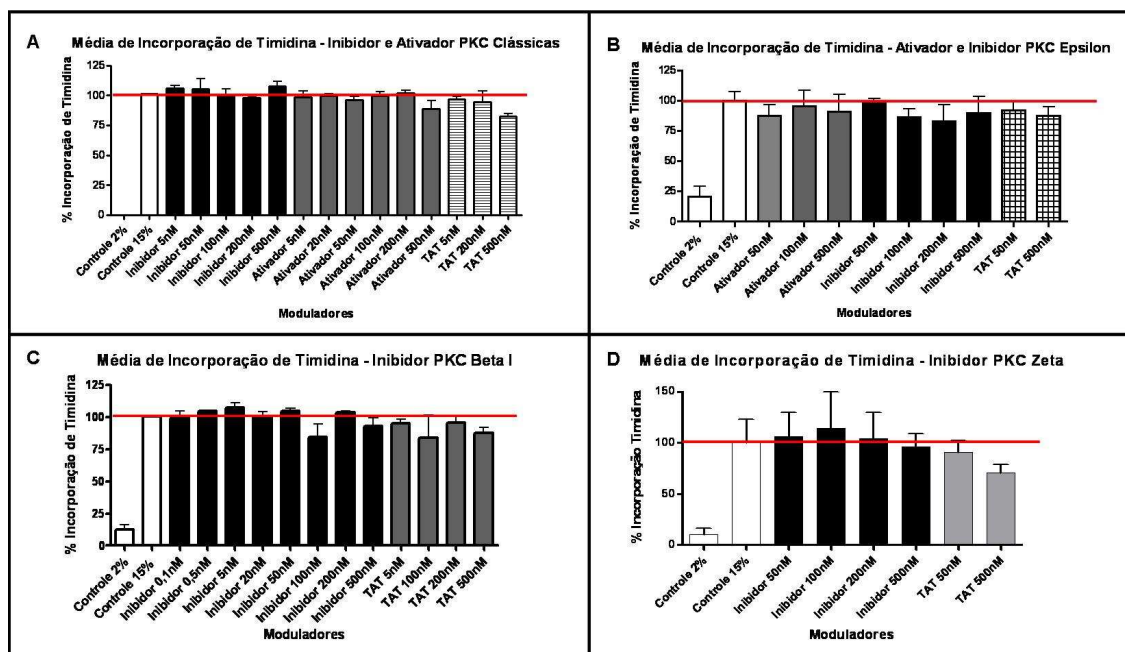 A
Média de Incorporação de Timidina - Inibidor e Ativador PKC Clássicas
% Incorporação de Timidina
125
100
75
50
25
0
Controle 2%
Controle 15%
Inibidor 5nM
Inibidor 50nM
Inibidor 100nM
Inibidor 200nM
Inibidor 500nM
Ativador 5nM
Ativador 20nM
Ativador 50nM
Ativador 100nM
Ativador 200nM
Ativador 500nM
TAT 5nM
TAT 200nM
TAT 500nM
Moduladores
B
Média de Incorporação de Timidina - Ativador e Inibidor PKC Epsilon
% Incorporação de Timidina
125
100
75
50
25
0
Controle 2%
Controle 15%
Ativador 50nM
Ativador 100nM
Ativador 500nM
Inibidor 50nM
Inibidor 100nM
Inibidor 200nM
Inibidor 500nM
TAT 50nM
TAT 500nM
Moduladores
C
Média de Incorporação de Timidina - Inibidor PKC Beta I
% Incorporação de Timidina
125
100
75
50
25
0
Controle 2%
Controle 15%
Inibidor 0,1nM
Inibidor 0,5nM
Inibidor 5nM
Inibidor 20nM
Inibidor 50nM
Inibidor 100nM
Inibidor 200nM
Inibidor 500nM
TAT 5nM
TAT 100nM
TAT 200nM
TAT 500nM
Moduladores
D
Média de Incorporação de Timidina - Inibidor PKC Zeta
% Incorporação Timidina
150
100
50
0
Controle 2%
Controle 15%
Inibidor 50nM
Inibidor 100nM
Inibidor 200nM
Inibidor 500nM
TAT 50nM
TAT 500nM
Moduladores